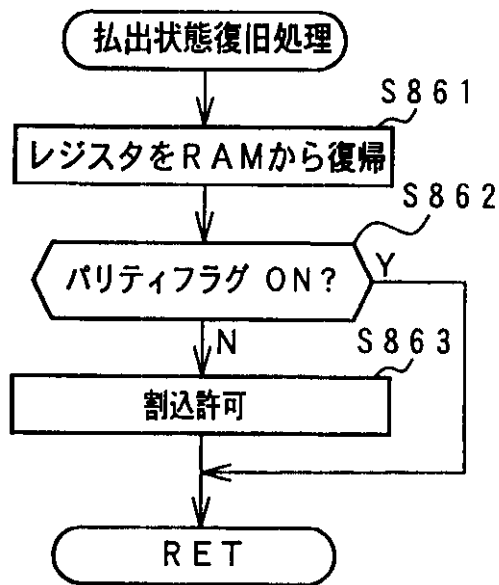 払出状態復旧処理
S861
レジスタをRAMから復帰
S862
パリティフラグ ON?
Y
N
S863
割込許可
RET